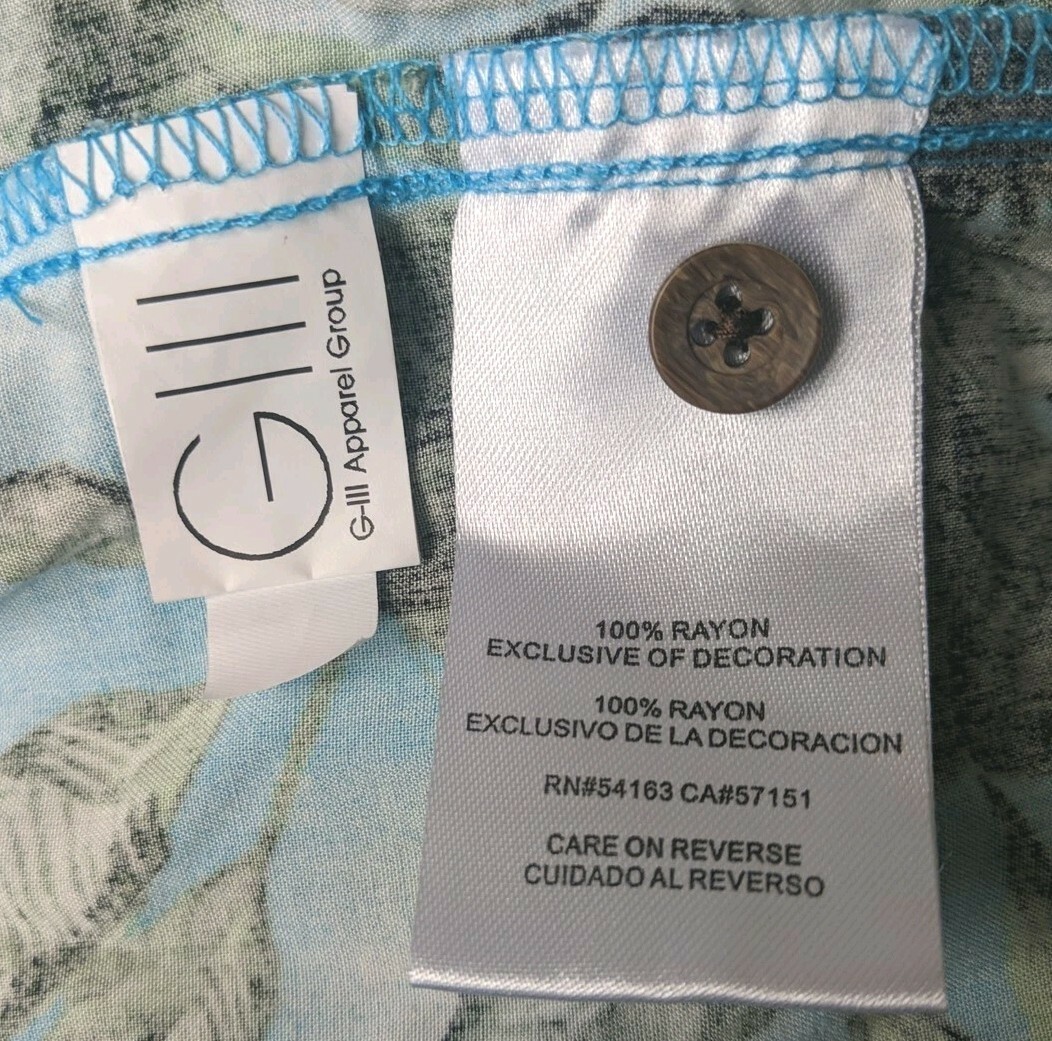 GIII
G-III Apparel Group
100% RAYON
EXCLUSIVE OF DECORATION
100% RAYON
EXCLUSIVO DE LA DECORACION
RN#54163 CA#57151
CARE ON REVERSE
CUIDADO AL REVERSO